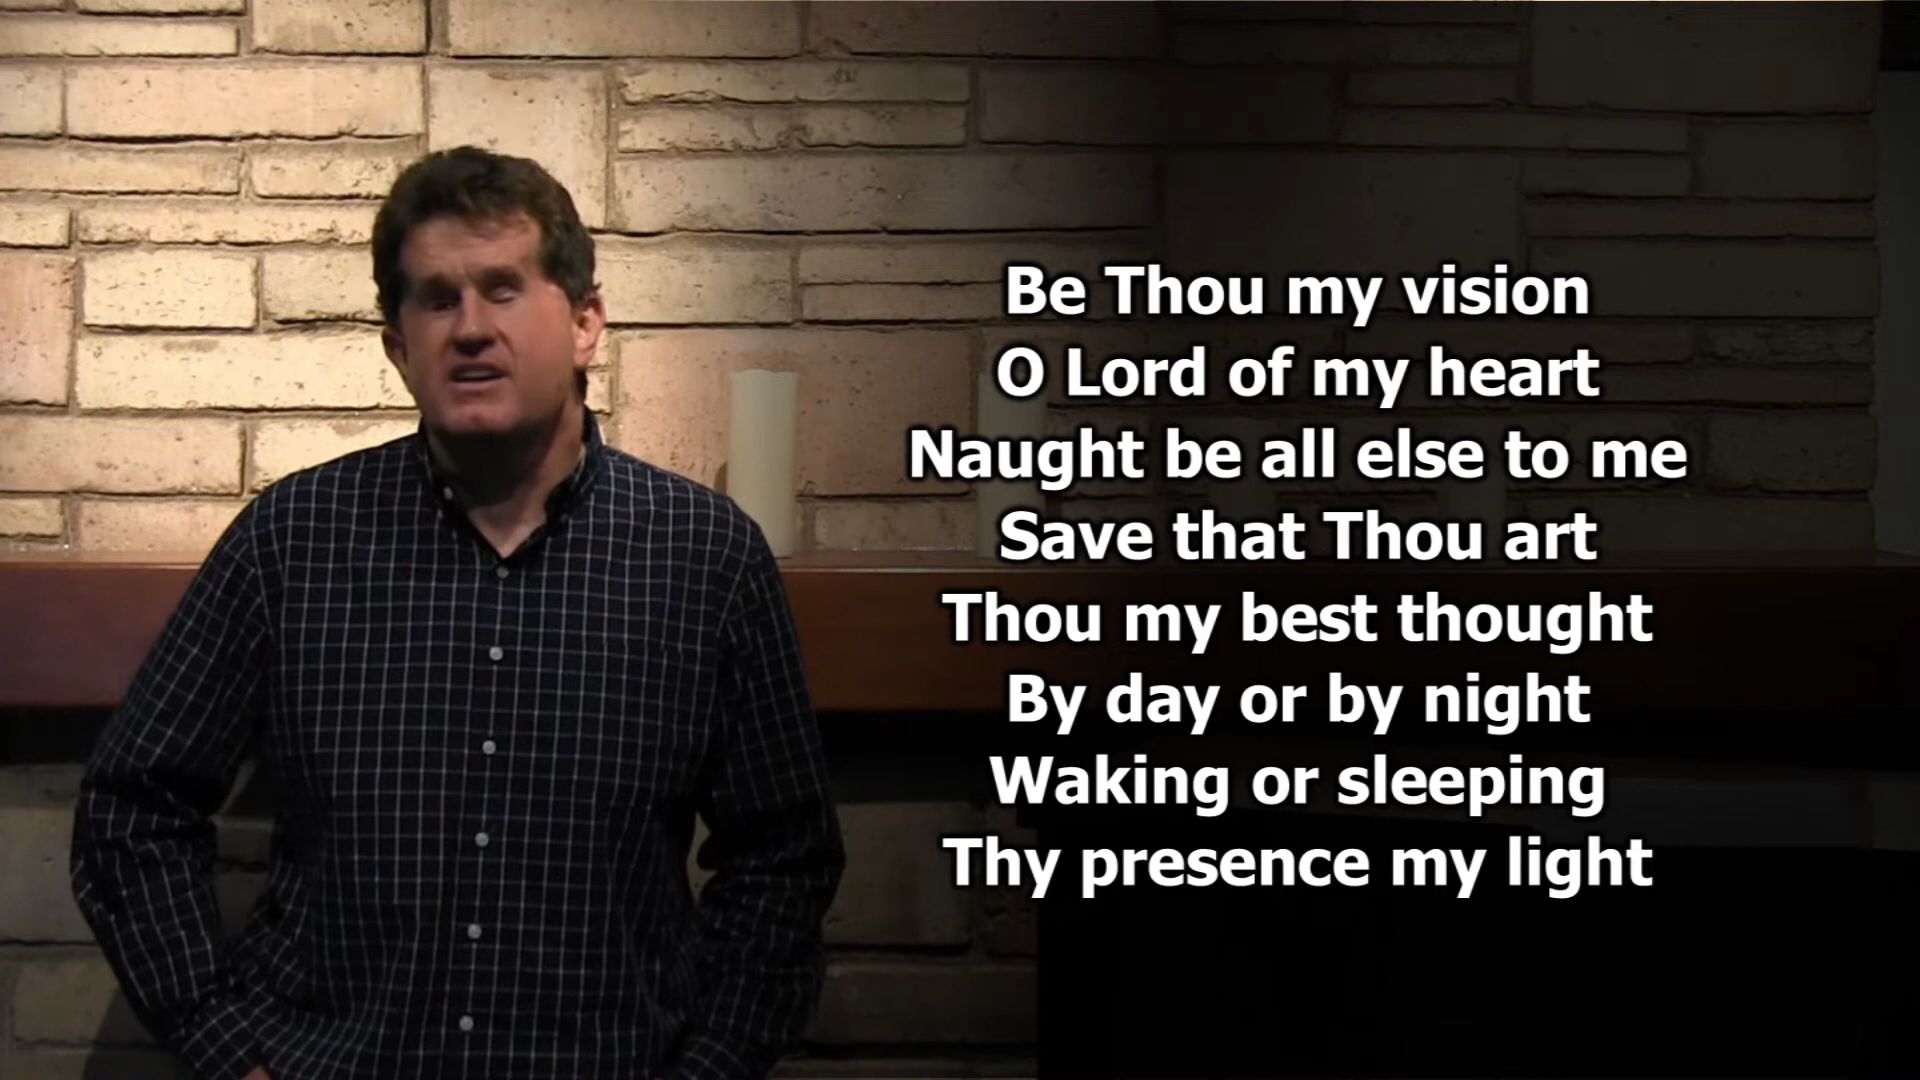 Be Thou my vision
O Lord of my heart
Naught be all else to me
Save that Thou art
Thou my best thought
By day or by night
Waking or sleeping
Thy presence my light